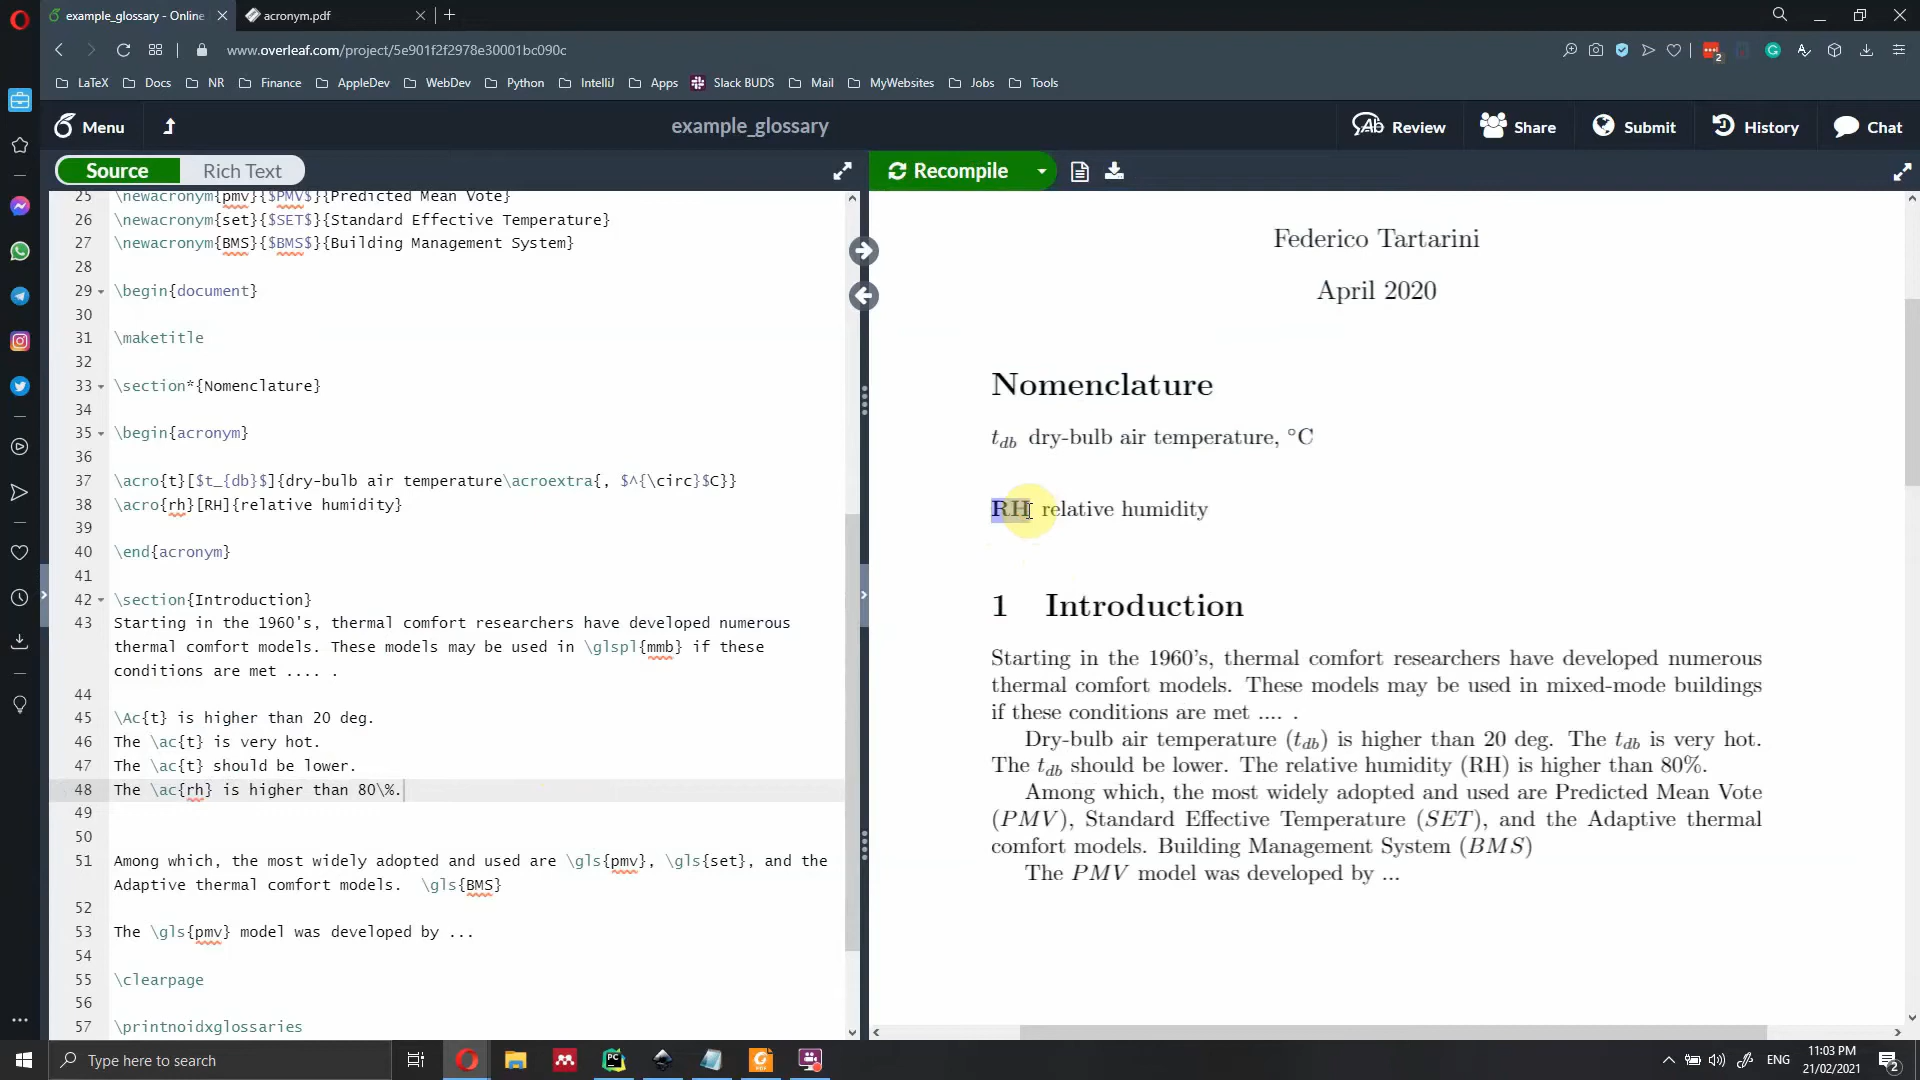 example_glossary - Online
acronym.pdf
www.overleaf.com/project/5e901f2f2978e30001bc090c
LaTeX
Docs
NR
Finance
AppleDev
WebDev
Python
IntelliJ
Apps
Slack BUDS
Mail
MyWebsites
Jobs
Tools
Menu
example_glossary
Review
Share
Submit
History
Chat
Source
Rich Text
Recompile
25 \newacronym{pmv}{$PMV$}{Predicted Mean Vote}
26 \newacronym{set}{$SET$}{Standard Effective Temperature}
27 \newacronym{BMS}{$BMS$}{Building Management System}
28
29 \begin{document}
30
31 \maketitle
32
33 \section*{Nomenclature}
34
35 \begin{acronym}
36
37 \acro{t}[$t_{db}$]{dry-bulb air temperature\acroextra{, $^{\circ}$C}}
38 \acro{rh}[RH]{relative humidity}
39
40 \end{acronym}
41
42 \section{Introduction}
43 Starting in the 1960's, thermal comfort researchers have developed numerous
thermal comfort models. These models may be used in \glspl{mmb} if these
conditions are met .... .
44
45 \Ac{t} is higher than 20 deg.
46 The \ac{t} is very hot.
47 The \ac{t} should be lower.
48 The \ac{rh} is higher than 80\%.
49
50
51 Among which, the most widely adopted and used are \gls{pmv}, \gls{set}, and the
Adaptive thermal comfort models.  \gls{BMS}
52
53 The \gls{pmv} model was developed by ...
54
55 \clearpage
56
57 \printnoidxglossaries
Federico Tartarini
April 2020
Nomenclature
t_db dry-bulb air temperature, °C
RH relative humidity
1 Introduction
Starting in the 1960's, thermal comfort researchers have developed numerous
thermal comfort models. These models may be used in mixed-mode buildings
if these conditions are met .... .
Dry-bulb air temperature (t_db) is higher than 20 deg. The t_db is very hot.
The t_db should be lower. The relative humidity (RH) is higher than 80%.
Among which, the most widely adopted and used are Predicted Mean Vote
(PMV), Standard Effective Temperature (SET), and the Adaptive thermal
comfort models. Building Management System (BMS)
The PMV model was developed by ...
Type here to search
ENG
11:03 PM
21/02/2021
2